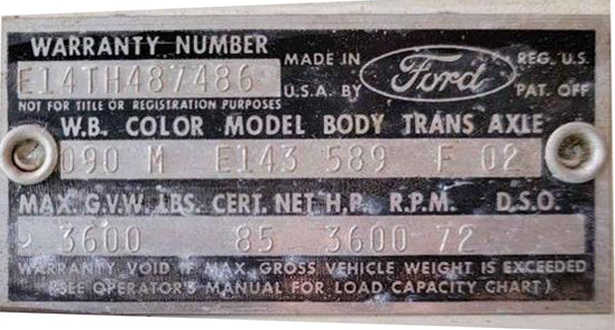 WARRANTY NUMBER
MADE IN Ford REG. U.S.
E14TH487486 U.S.A. BY PAT. OFF
NOT FOR TITLE OR REGISTRATION PURPOSES
W.B. COLOR MODEL BODY TRANS AXLE
090 M E143 589 F 02
MAX. G.V.W. LBS. CERT. NET H.P. R.P.M. D.S.O.
3600 85 3600 72
WARRANTY VOID IF MAX. GROSS VEHICLE WEIGHT IS EXCEEDED
(SEE OPERATOR'S MANUAL FOR LOAD CAPACITY CHART)